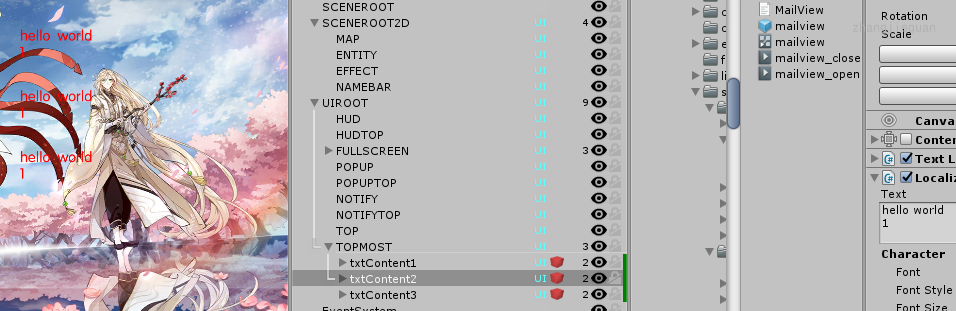 hello world
1
hello world
1
hello world
1
SCENEROOT
SCENEROOT2D UI 4
MAP UI
ENTITY UI
EFFECT UI
NAMEBAR UI
UIROOT UI 9
HUD UI
HUDTOP UI
FULLSCREEN UI 3
POPUP UI
POPUPTOP UI
NOTIFY UI
NOTIFYTOP UI
TOP UI
TOPMOST UI 3
txtContent1 UI 2
txtContent2 UI 2
txtContent3 UI 2
EventSystem
MailView
mailview
mailview
mailview_close
mailview_open
Rotation
Scale
Canva
Conter
Text L
Localiz
Text
hello world
1
Character
Font
Font Style
Font Size